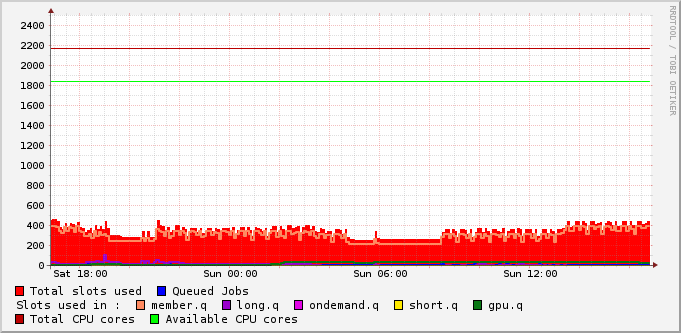 2400
2200
2000
1800
1600
1400
1200
1000
800
600
400
200
0
Sat 18:00 Sun 00:00 Sun 06:00 Sun 12:00
Total slots used Queued Jobs
Slots used in : member.q long.q ondemand.q short.q gpu.q
Total CPU cores Available CPU cores
RRDTOOL / TOBI OETIKER